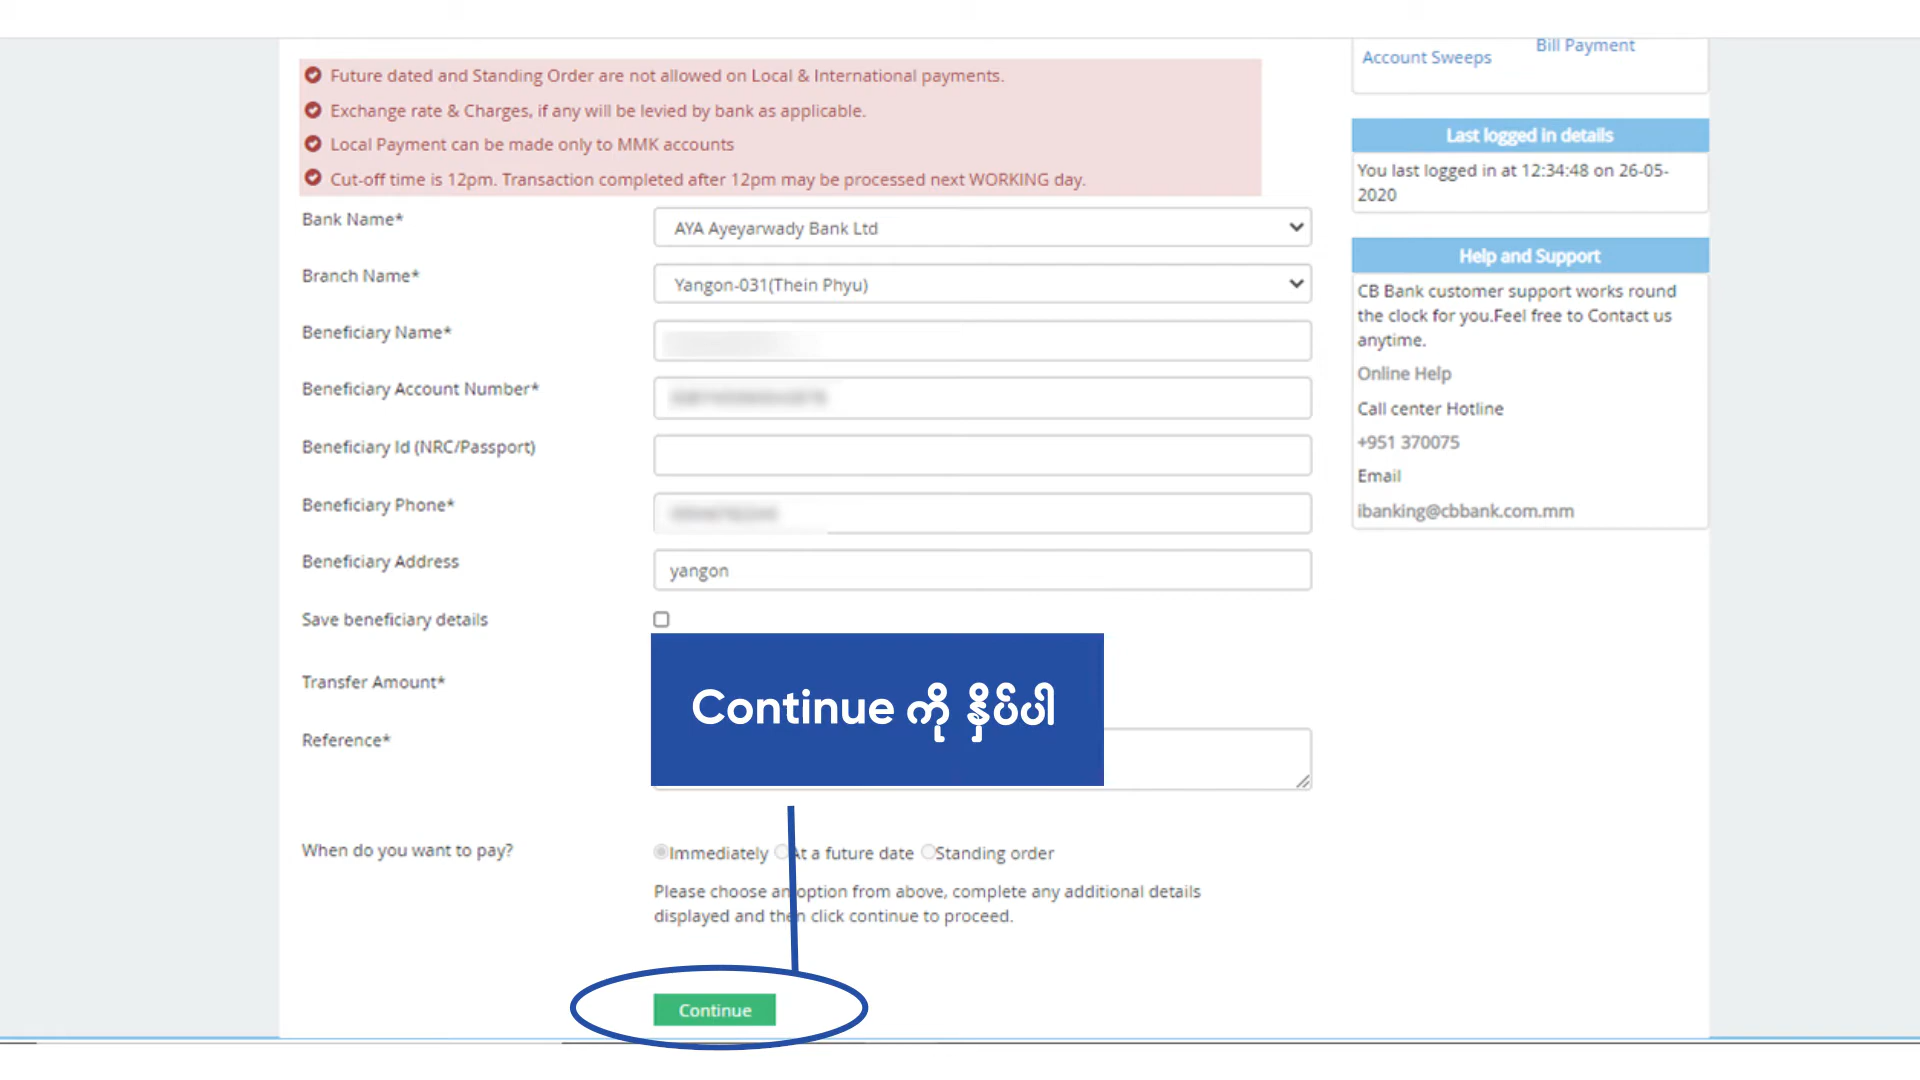 Account Sweeps
Bill Payment
Future dated and Standing Order are not allowed on Local & International payments.
Exchange rate & Charges, if any will be levied by bank as applicable.
Local Payment can be made only to MMK accounts
Cut-off time is 12pm. Transaction completed after 12pm may be processed next WORKING day.
Bank Name*
AYA Ayeyarwady Bank Ltd
Branch Name*
Yangon-031(Thein Phyu)
Beneficiary Name*
Beneficiary Account Number*
Beneficiary Id (NRC/Passport)
Beneficiary Phone*
Beneficiary Address
yangon
Save beneficiary details
Transfer Amount*
Continue ကို နှိပ်ပါ
Reference*
When do you want to pay?
Immediately At a future date Standing order
Please choose an option from above, complete any additional details
displayed and then click continue to proceed.
Continue
Last logged in details
You last logged in at 12:34:48 on 26-05-
2020
Help and Support
CB Bank customer support works round
the clock for you.Feel free to Contact us
anytime.
Online Help
Call center Hotline
+951 370075
Email
ibanking@cbbank.com.mm